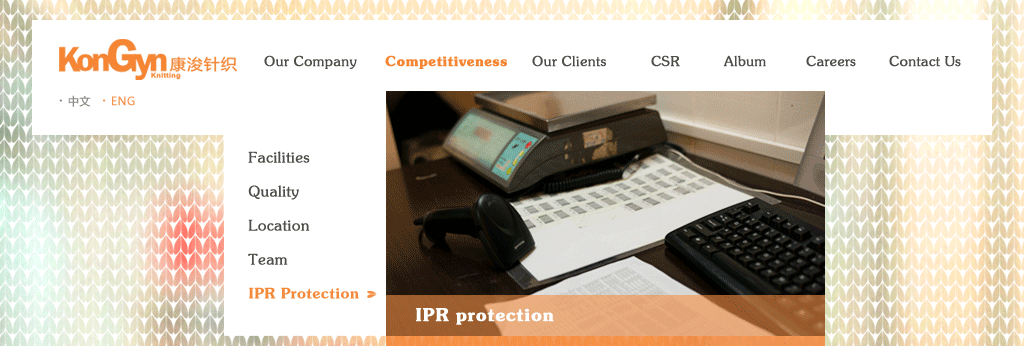 KonGyn 康浚针织
Knitting
Our Company
Competitiveness
Our Clients
CSR
Album
Careers
Contact Us
· 中文 · ENG
Facilities
Quality
Location
Team
IPR Protection
IPR protection